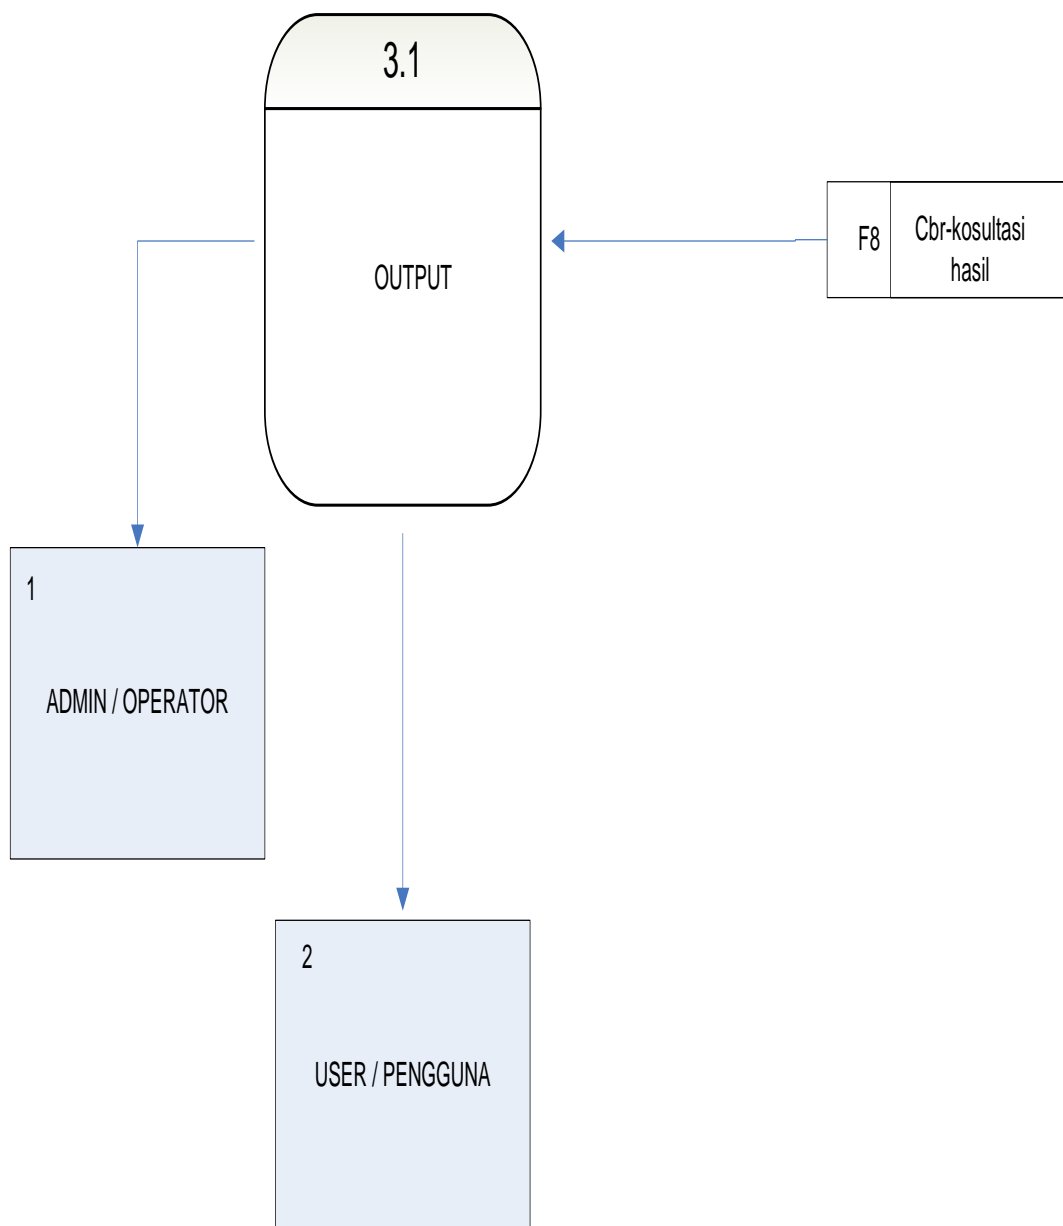 3.1
OUTPUT
F8
Cbr-kosultasi
hasil
1
ADMIN / OPERATOR
2
USER / PENGGUNA